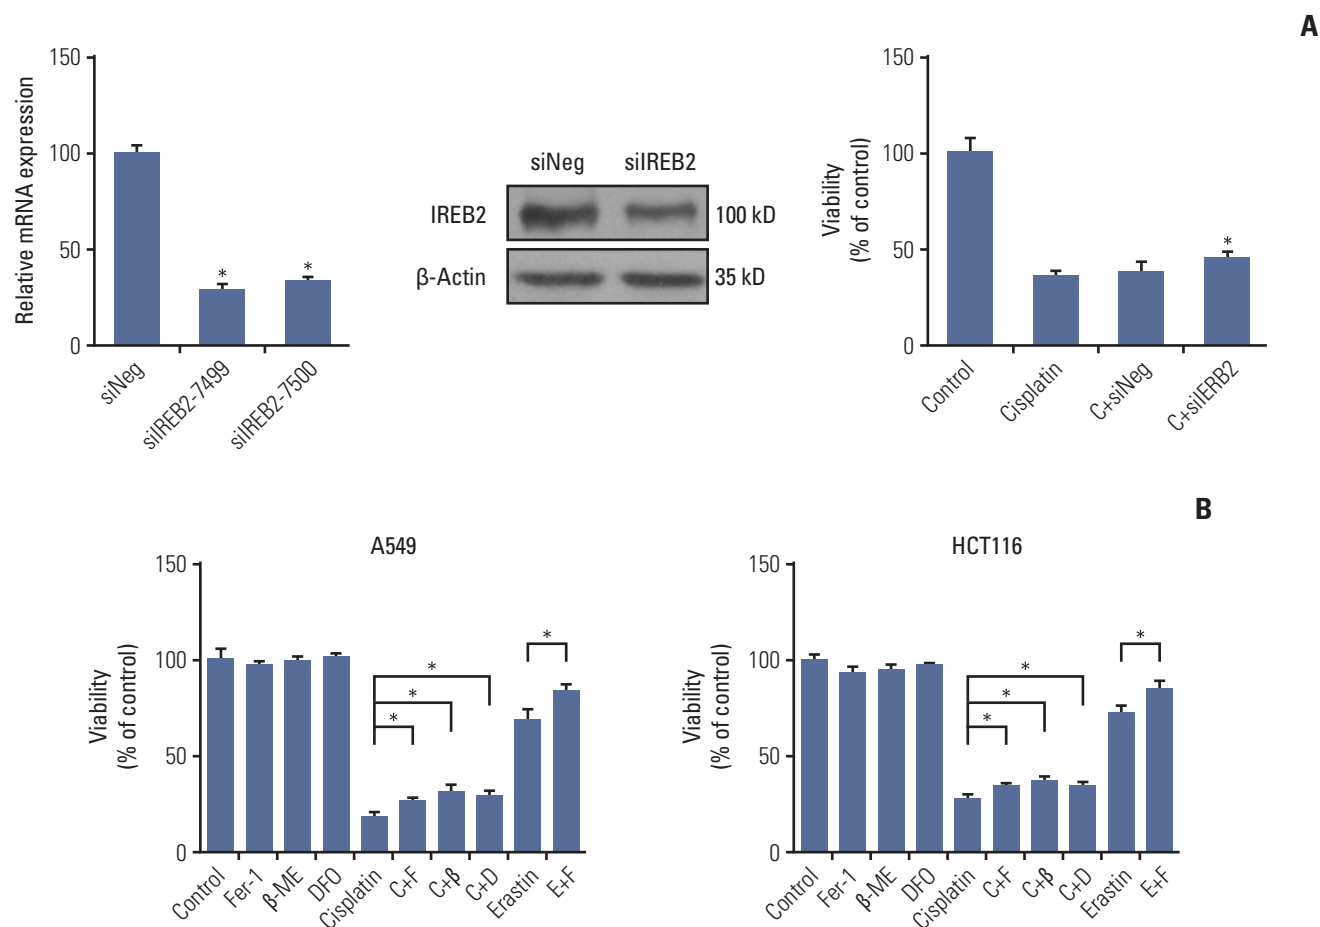 A
150
100
50
0
Relative mRNA expression
*
*
siNeg
siIREB2-7499
siIREB2-7500
siNeg siIREB2
IREB2
100 kD
β-Actin
35 kD
150
100
50
0
Viability
(% of control)
*
Control
Cisplatin
C+siNeg
C+siIERB2
B
A549
150
100
50
0
Viability
(% of control)
*
*
*
*
Control
Fer-1
β-ME
DFO
Cisplatin
C+F
C+β
C+D
Erastin
E+F
HCT116
150
100
50
0
Viability
(% of control)
*
*
*
*
Control
Fer-1
β-ME
DFO
Cisplatin
C+F
C+β
C+D
Erastin
E+F